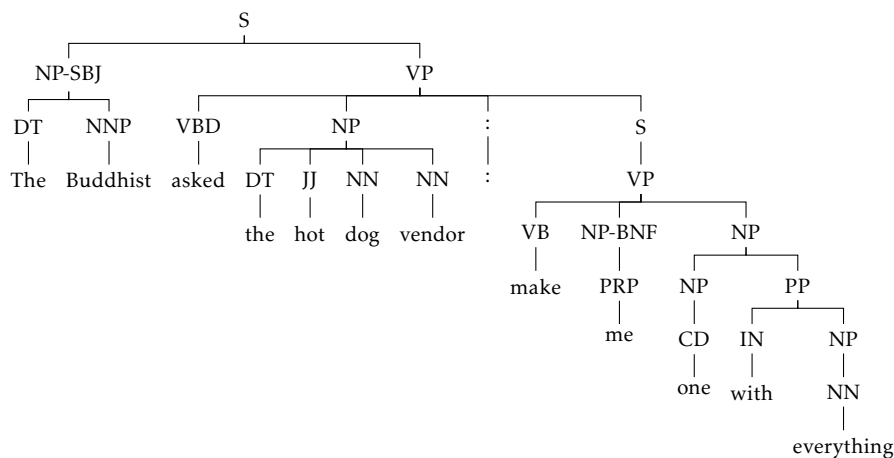 S
NP-SBJ VP
DT NNP VBD NP : S
The Buddhist asked DT JJ NN NN : VP
the hot dog vendor VB NP-BNF NP
make PRP NP PP
me CD IN NP
one with NN
everything